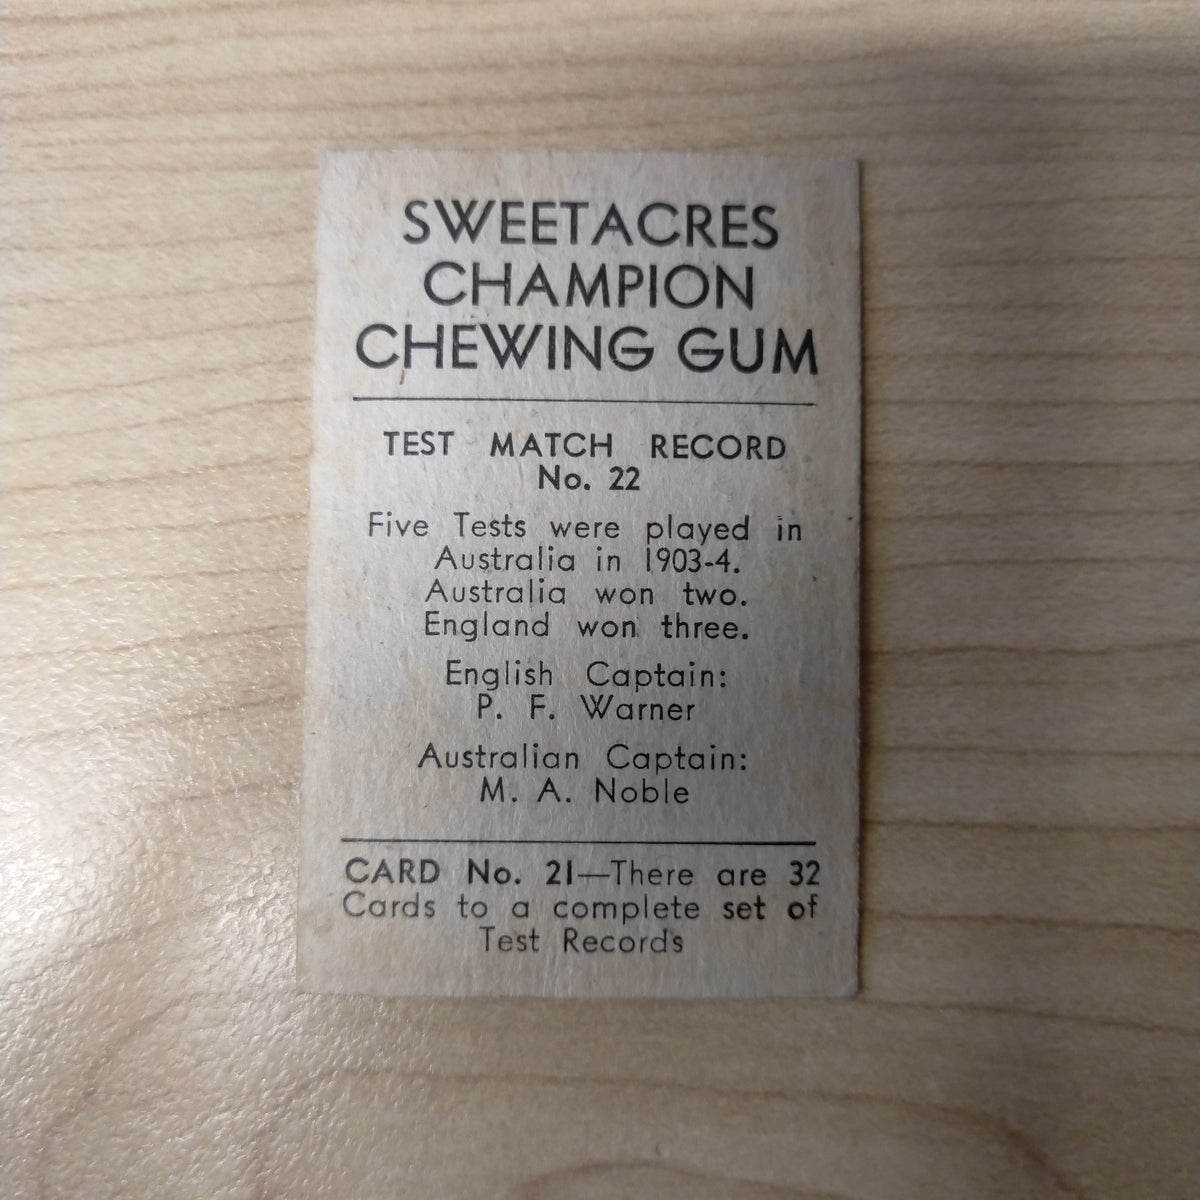 SWEETACRES
CHAMPION
CHEWING GUM
TEST MATCH RECORD
No. 22
Five Tests were played in
Australia in 1903-4.
Australia won two.
England won three.
English Captain:
P. F. Warner
Australian Captain:
M. A. Noble
CARD No. 21—There are 32
Cards to a complete set of
Test Records